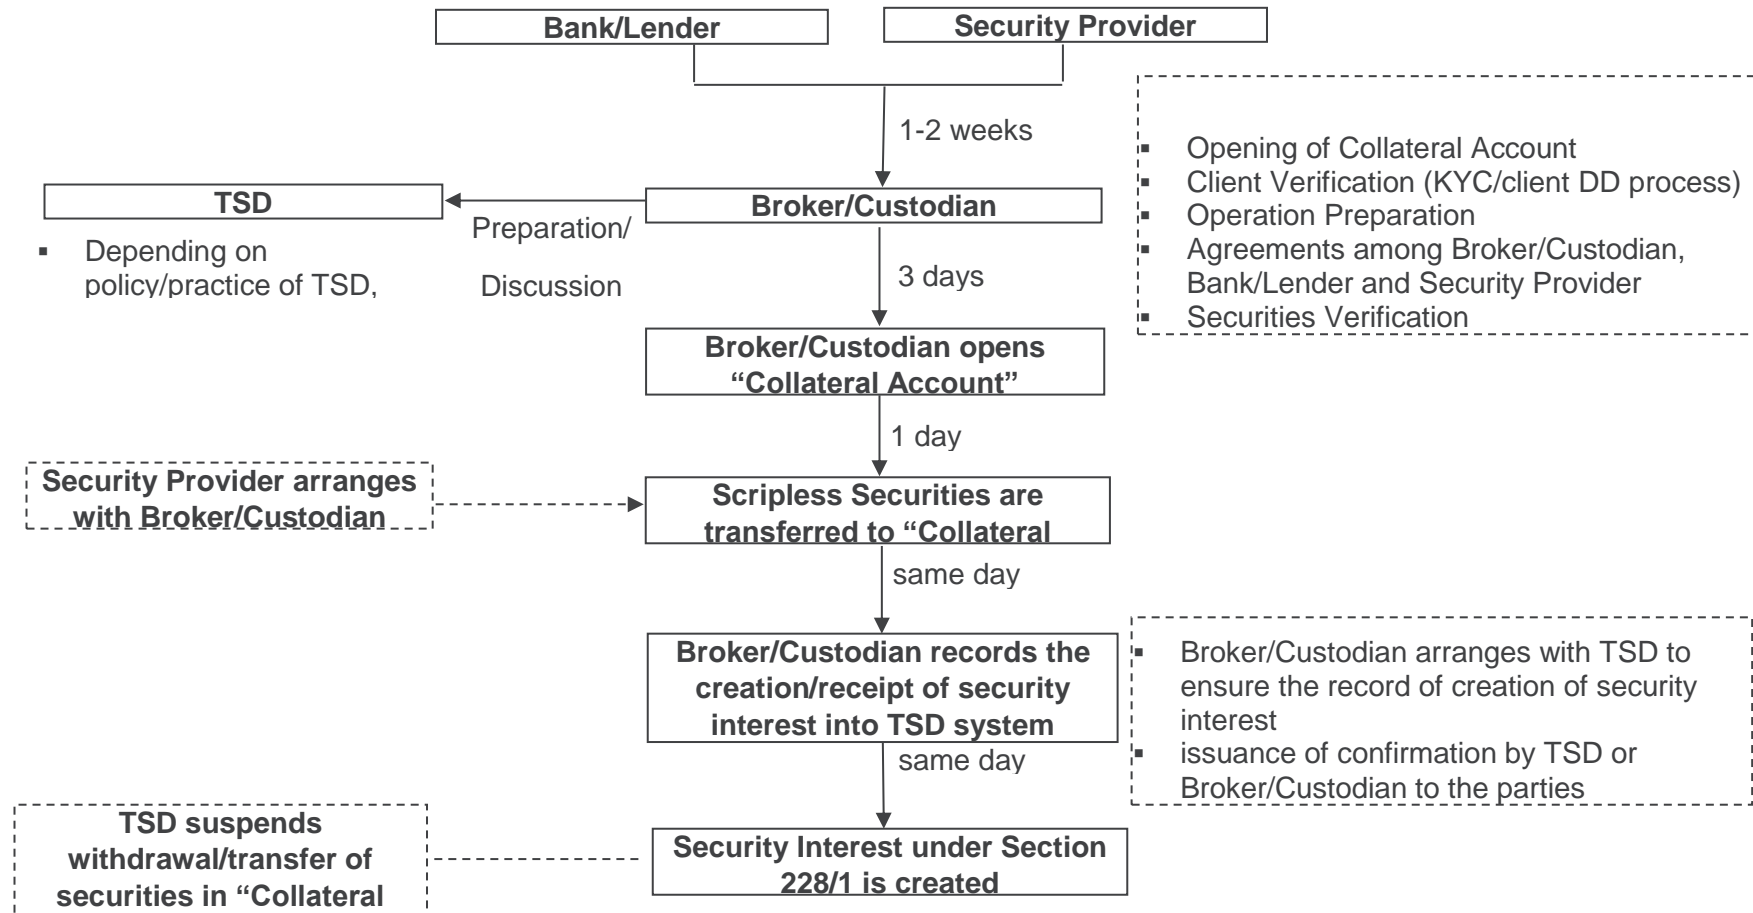 Bank/Lender
Security Provider
1-2 weeks
▪ Opening of Collateral Account
▪ Client Verification (KYC/client DD process)
▪ Operation Preparation
▪ Agreements among Broker/Custodian,
Bank/Lender and Security Provider
▪ Securities Verification
TSD
Broker/Custodian
Preparation/
Discussion
▪ Depending on
policy/practice of TSD,
3 days
Broker/Custodian opens
“Collateral Account”
1 day
Security Provider arranges
with Broker/Custodian
Scripless Securities are
transferred to “Collateral
same day
Broker/Custodian records the
creation/receipt of security
interest into TSD system
▪ Broker/Custodian arranges with TSD to
ensure the record of creation of security
interest
▪ issuance of confirmation by TSD or
Broker/Custodian to the parties
same day
TSD suspends
withdrawal/transfer of
securities in “Collateral
Security Interest under Section
228/1 is created